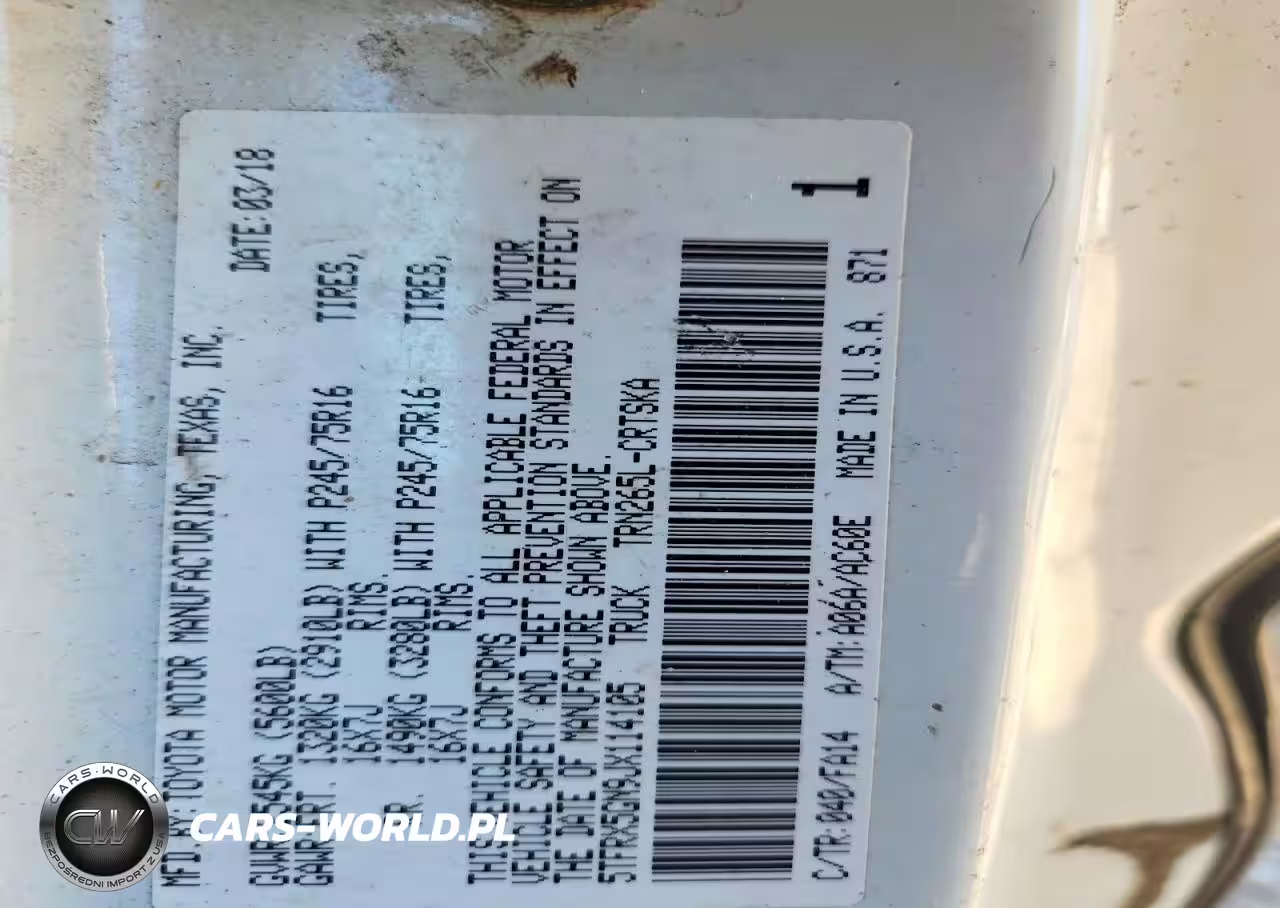 MFD. BY: TOYOTA MOTOR MANUFACTURING, TEXAS, INC.
DATE: 03/18
GVWR 2545KG (5600LB)
GAWR FRT. 1320KG (2910LB) WITH P245/75R16 TIRES,
16X7J RIMS.
RR. 1490KG (3280LB) WITH P245/75R16 TIRES,
16X7J RIMS.
THIS VEHICLE CONFORMS TO ALL APPLICABLE FEDERAL MOTOR
VEHICLE SAFETY AND THEFT PREVENTION STANDARDS IN EFFECT ON
THE DATE OF MANUFACTURE SHOWN ABOVE.
5TFRX5GN9JX114105 TRUCK TRN265L-CRTSKA
C/TR: 040/FA14 A/TM: A06A/AC60E MADE IN U.S.A. 871
CARS-WORLD
CW
BEZPOŚREDNI IMPORT Z USA
CARS-WORLD.PL